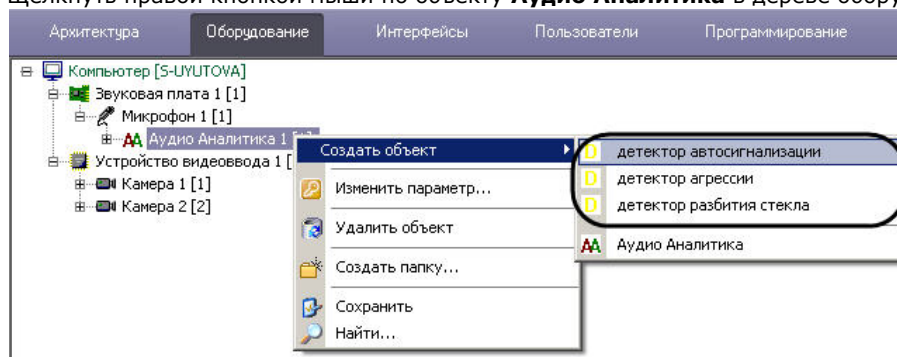 Щелкнуть правой кнопкой мыши по объекту Аудио Аналитика в дереве
Архитектура Оборудование Интерфейсы Пользователи Программирование
Компьютер [S-UYUTOVA]
Звуковая плата 1 [1]
Микрофон 1 [1]
Аудио Аналитика 1
Устройство видеоввода 1 [
Камера 1 [1]
Камера 2 [2]
Создать объект
Изменить параметр...
Удалить объект
Создать папку...
Сохранить
Найти...
D детектор автосигнализации
D детектор агрессии
D детектор разбития стекла
АА Аудио Аналитика